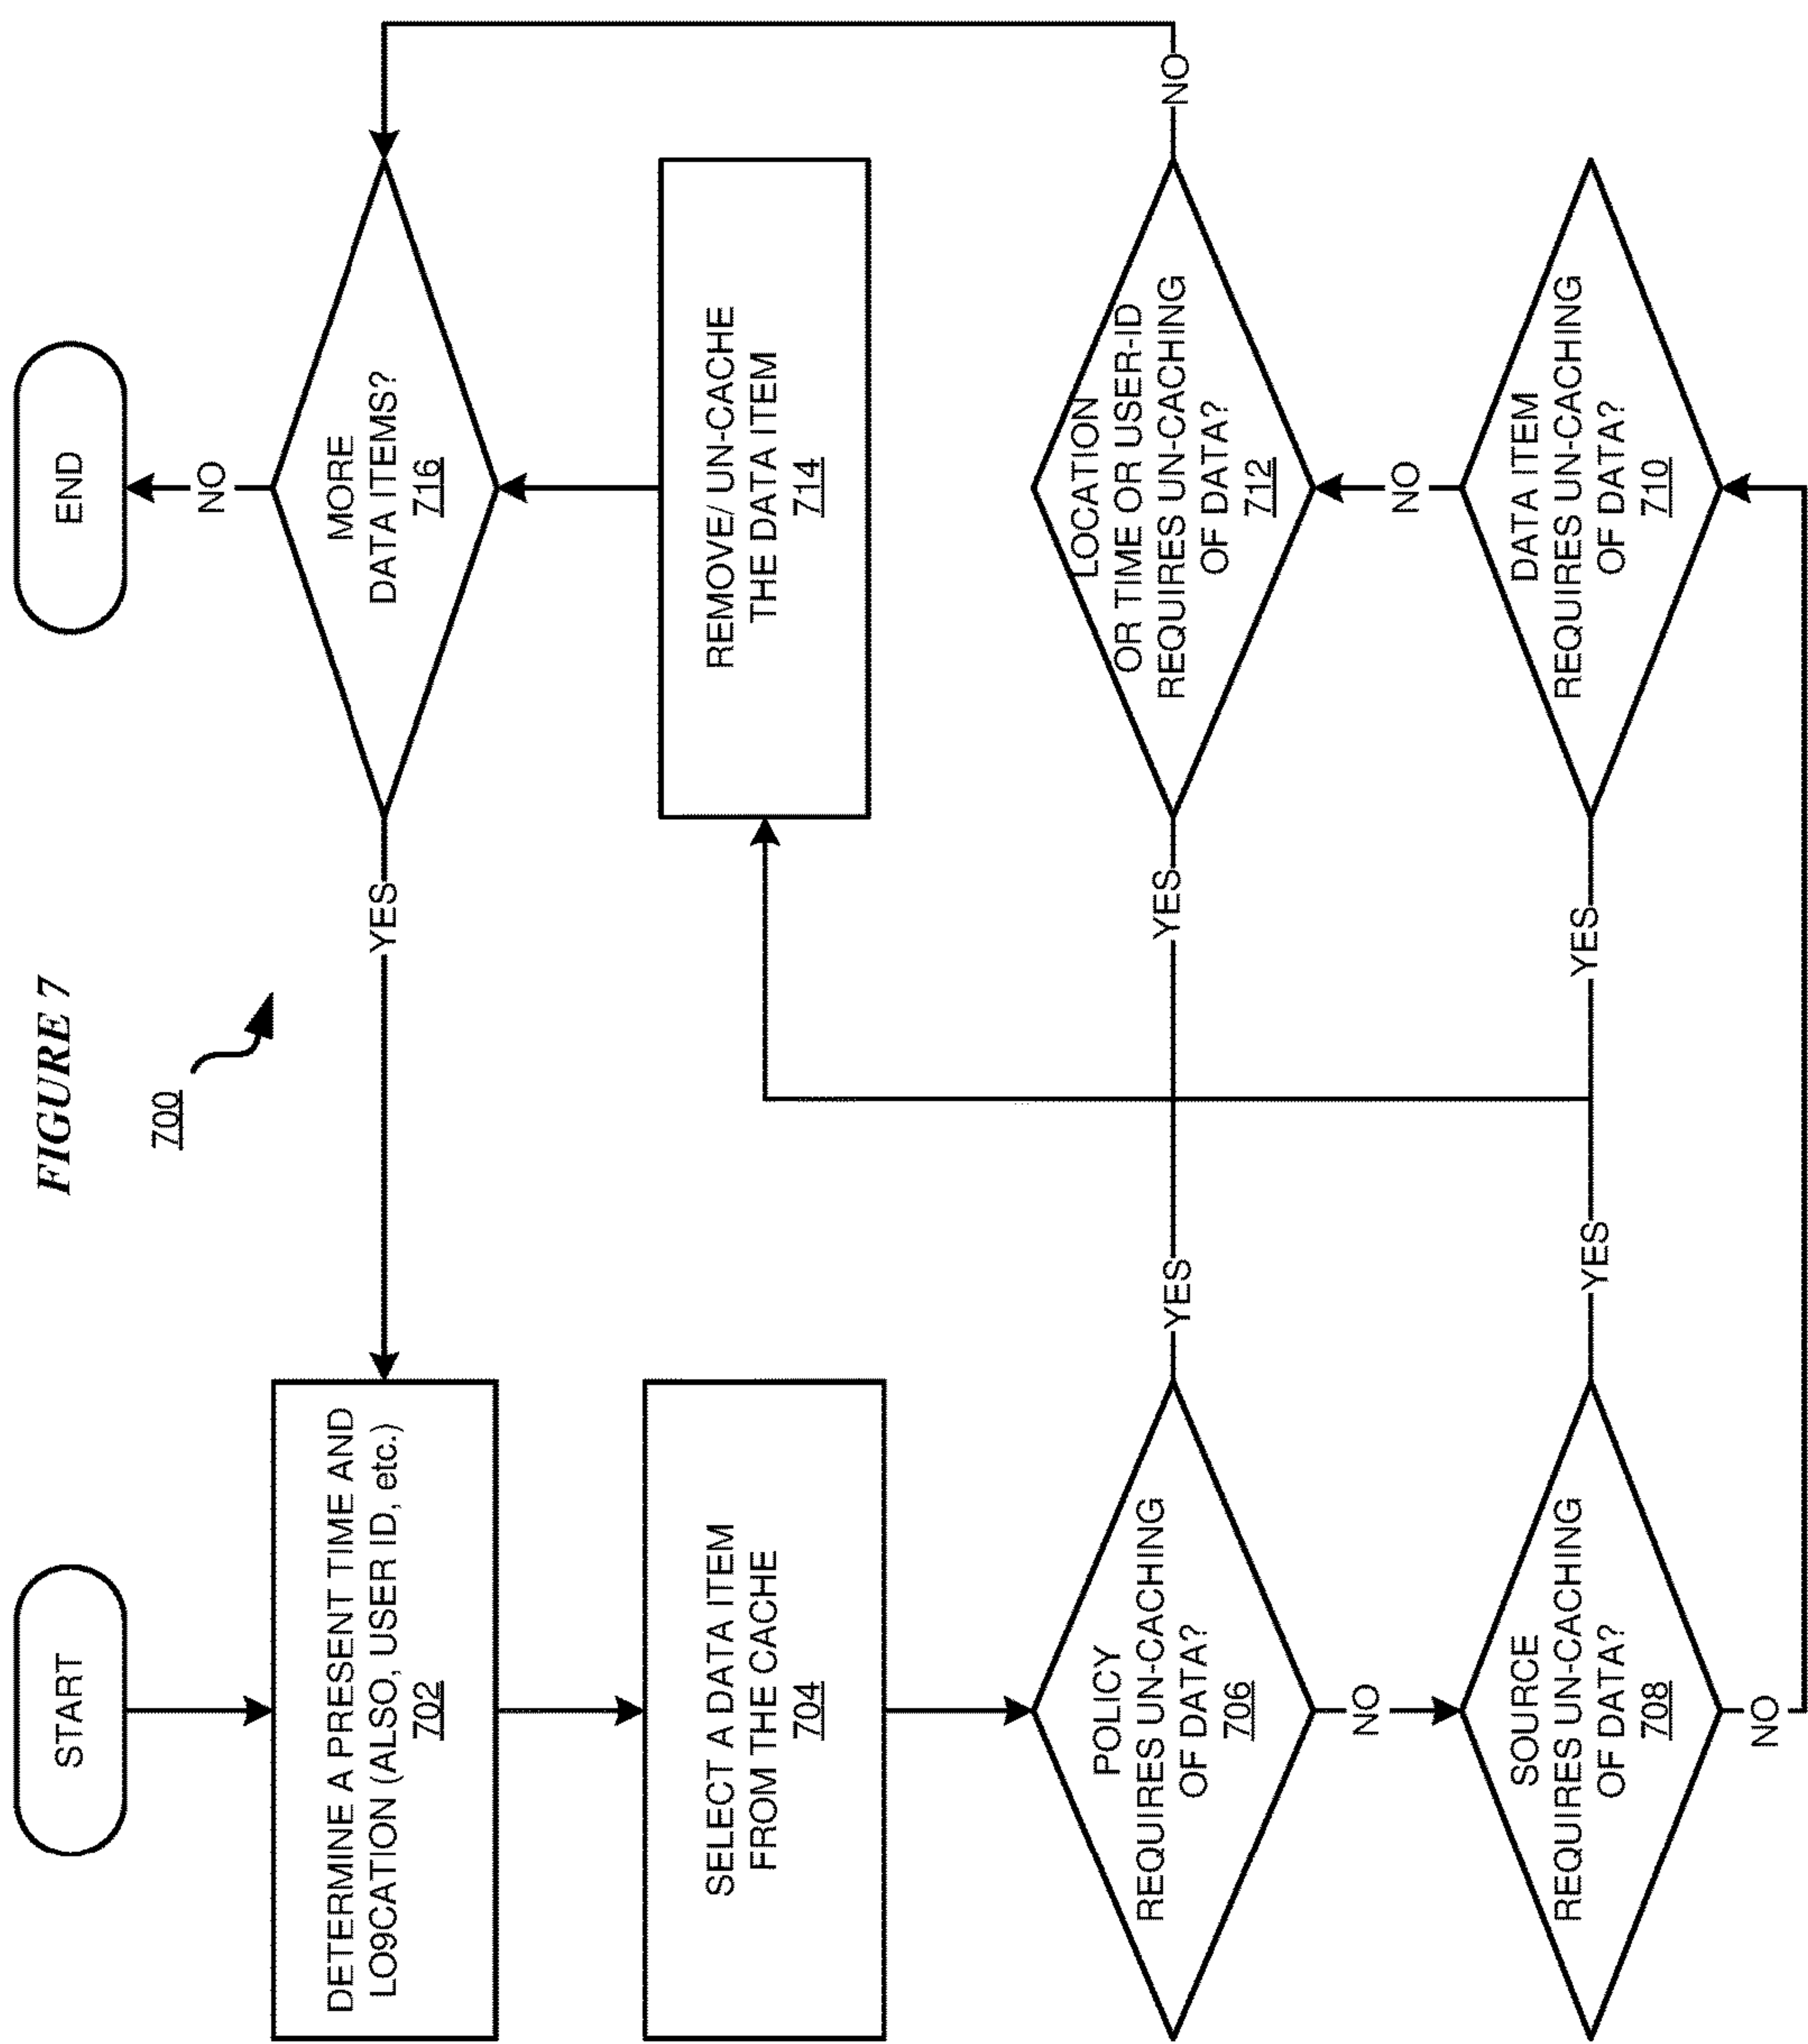 FIGURE 7
700
START
DETERMINE A PRESENT TIME AND
LO9CATION (ALSO, USER ID, etc.)
702
SELECT A DATA ITEM
FROM THE CACHE
704
POLICY
REQUIRES UN-CACHING
OF DATA?
706
YES
NO
SOURCE
REQUIRES UN-CACHING
OF DATA?
708
YES
NO
END
NO
MORE
DATA ITEMS?
716
YES
REMOVE/ UN-CACHE
THE DATA ITEM
714
LOCATION
OR TIME OR USER-ID
REQUIRES UN-CACHING
OF DATA?
712
YES
NO
NO
DATA ITEM
REQUIRES UN-CACHING
OF DATA?
710
YES